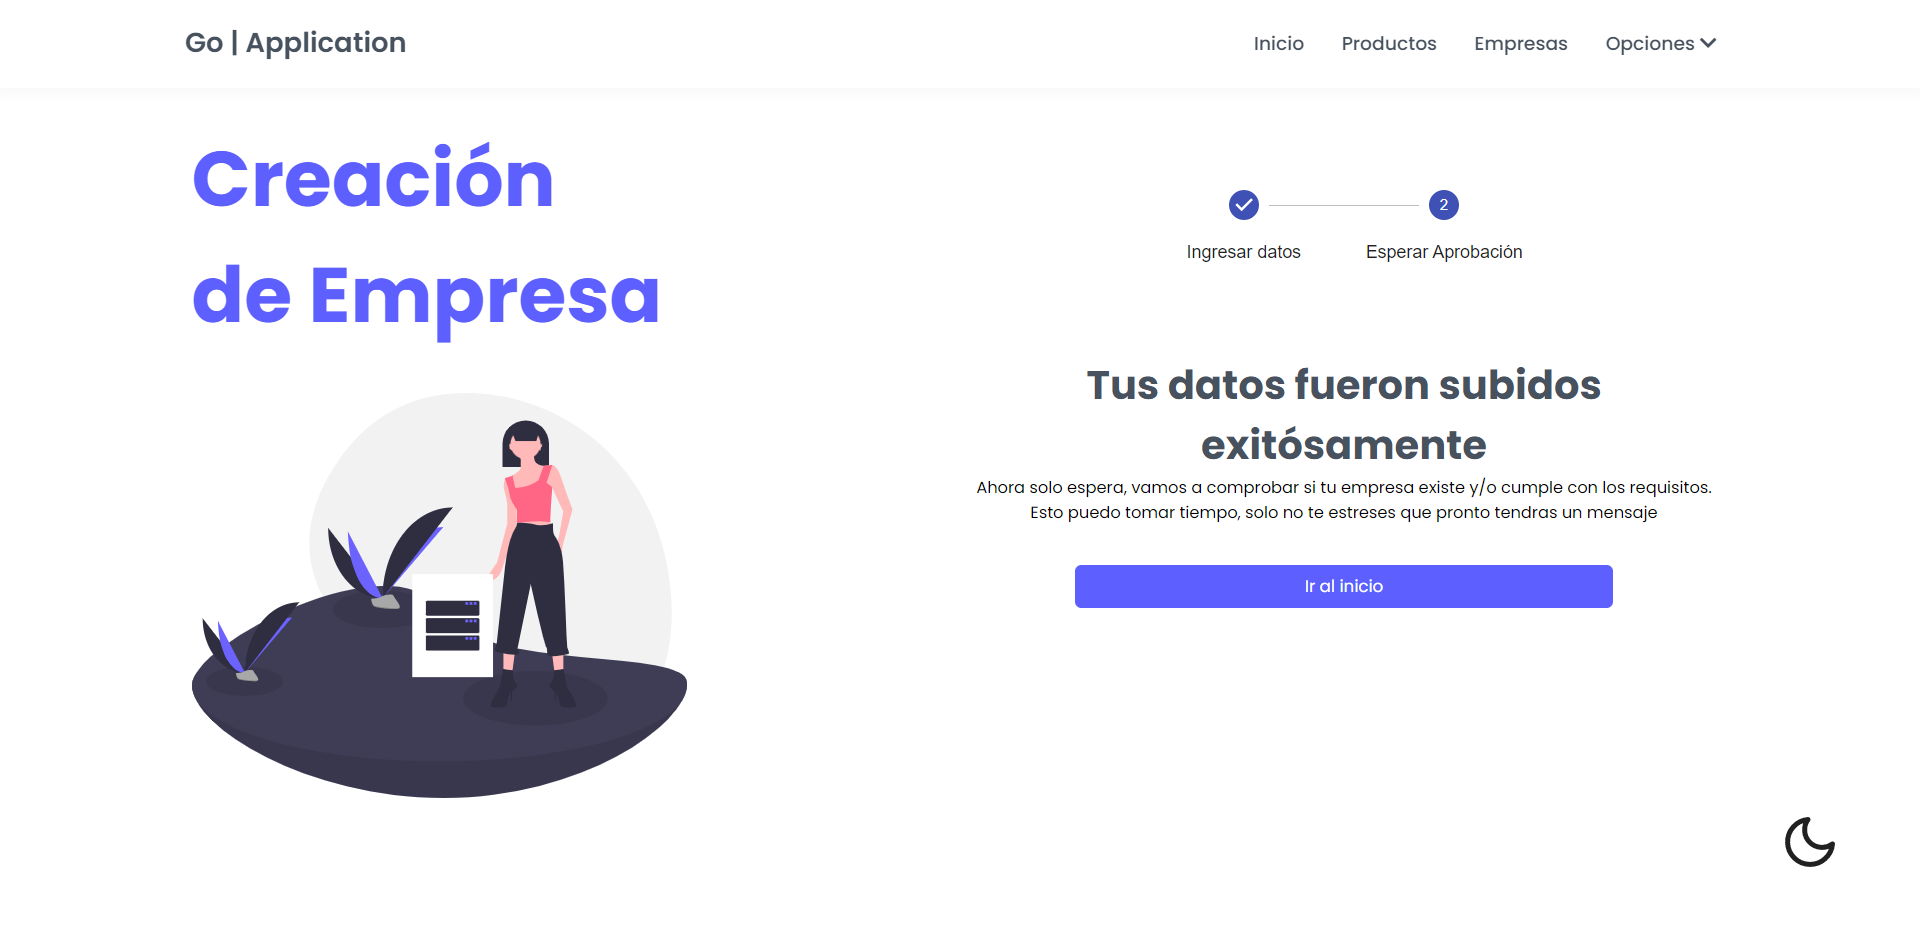 Go | Application
Inicio Productos Empresas Opciones
Creación
de Empresa
2
Ingresar datos Esperar Aprobación
Tus datos fueron subidos
exitósamente
Ahora solo espera, vamos a comprobar si tu empresa existe y/o cumple con los requisitos.
Esto puedo tomar tiempo, solo no te estreses que pronto tendras un mensaje
Ir al inicio